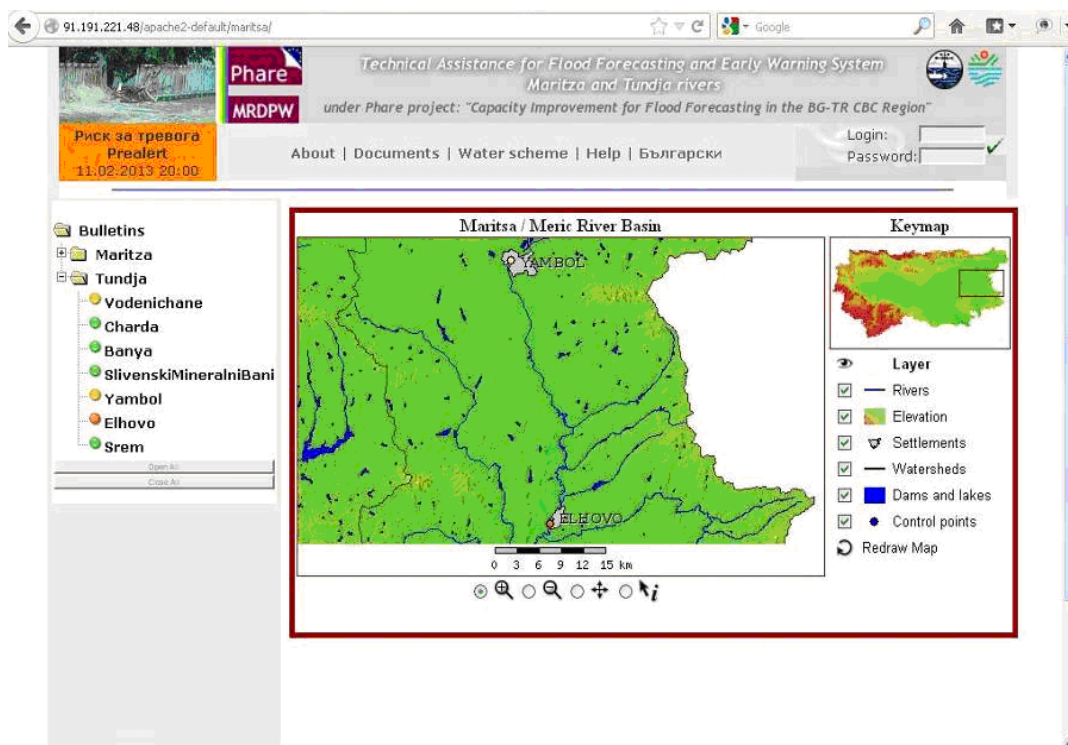 91.191.221.48/apache2-default/maritsa/
Google
Phare
MRDPW
Technical Assistance for Flood Forecasting and Early Warning System
Maritza and Tundja rivers
under Phare project: "Capacity Improvement for Flood Forecasting in the BG-TR CBC Region"
Риск за тревога
Prealert
11.02.2013 20:00
About | Documents | Water scheme | Help | Български
Login:
Password:
Bulletins
Maritza
Tundja
Vodenichane
Charda
Banya
SlivenskiMineralniBani
Yambol
Elhovo
Srem
Open All
Close All
Maritsa / Meric River Basin
YAMBOL
ELHOVO
0 3 6 9 12 15 km
Keymap
Layer
Rivers
Elevation
Settlements
Watersheds
Dams and lakes
Control points
Redraw Map